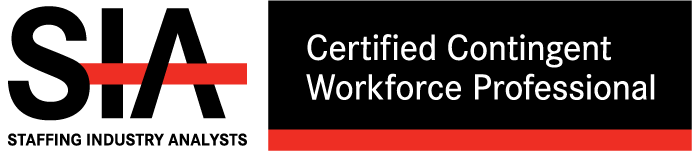 SIA
STAFFING INDUSTRY ANALYSTS
Certified Contingent
Workforce Professional